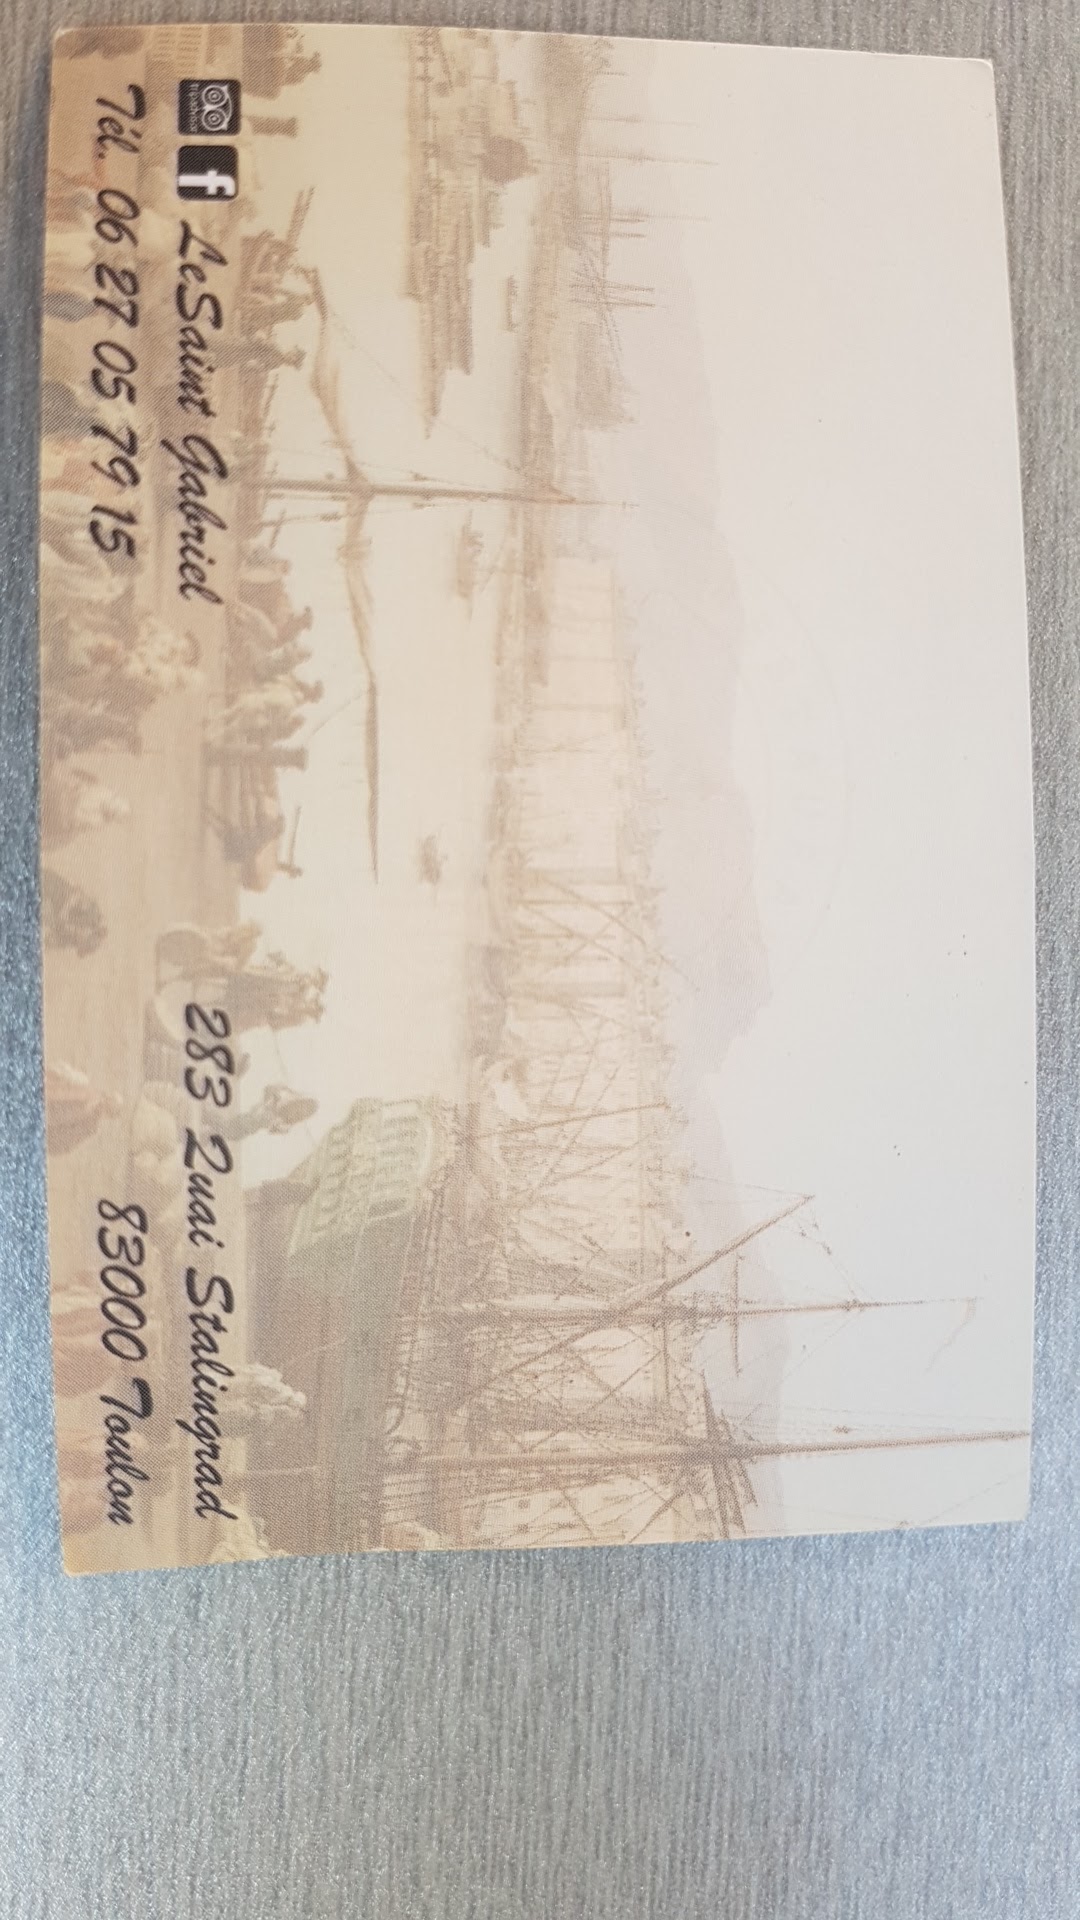 LeSaint Gabriel
Tél. 06 27 05 79 15
283 Quai Stalingrad
83000 Toulon